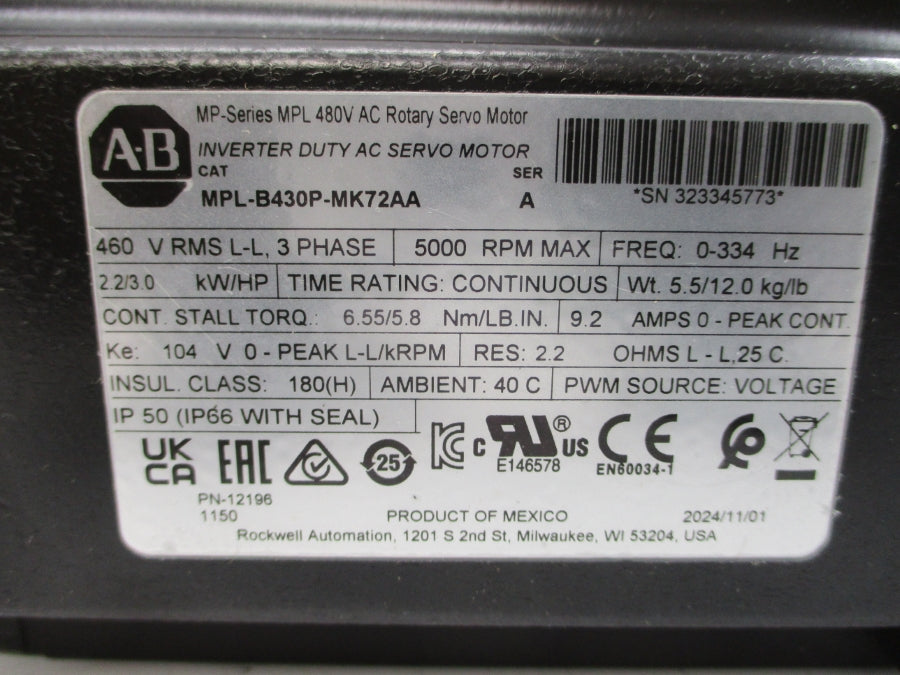 A-B
MP-Series MPL 480V AC Rotary Servo Motor
INVERTER DUTY AC SERVO MOTOR
CAT SER
MPL-B430P-MK72AA A
*SN 323345773*
460 V RMS L-L, 3 PHASE 5000 RPM MAX FREQ: 0-334 Hz
2.2/3.0 kW/HP TIME RATING: CONTINUOUS Wt. 5.5/12.0 kg/lb
CONT. STALL TORQ.: 6.55/5.8 Nm/LB.IN. 9.2 AMPS 0 - PEAK CONT.
Ke: 104 V 0 - PEAK L-L/kRPM RES: 2.2 OHMS L - L,25 C.
INSUL. CLASS: 180(H) AMBIENT: 40 C PWM SOURCE: VOLTAGE
IP 50 (IP66 WITH SEAL)
UK CA EAC 25 KC c RU ® US CE
E146578 EN60034-1
PN-12196
1150 PRODUCT OF MEXICO 2024/11/01
Rockwell Automation, 1201 S 2nd St, Milwaukee, WI 53204, USA